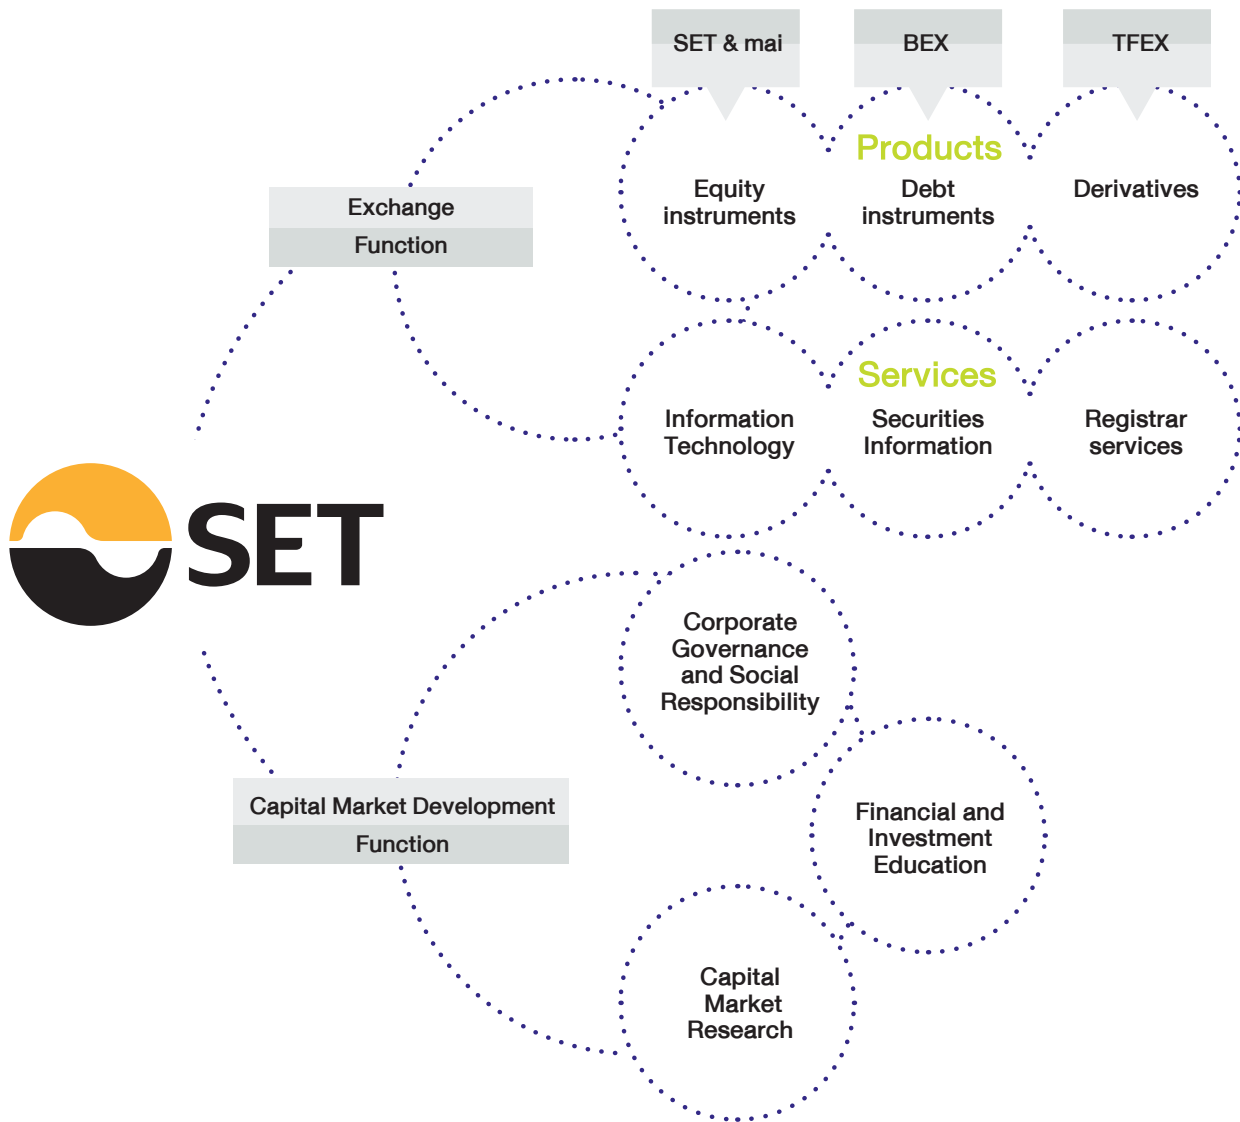 SET & mai
BEX
TFEX
Products
Equity
instruments
Debt
instruments
Derivatives
Exchange
Function
Services
Information
Technology
Securities
Information
Registrar
services
SET
Corporate
Governance
and Social
Responsibility
Capital Market Development
Function
Financial and
Investment
Education
Capital
Market
Research